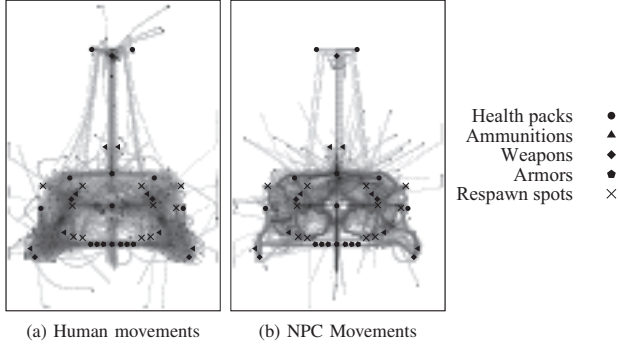 Health packs
Ammunitions
Weapons
Armors
Respawn spots
(a) Human movements
(b) NPC Movements